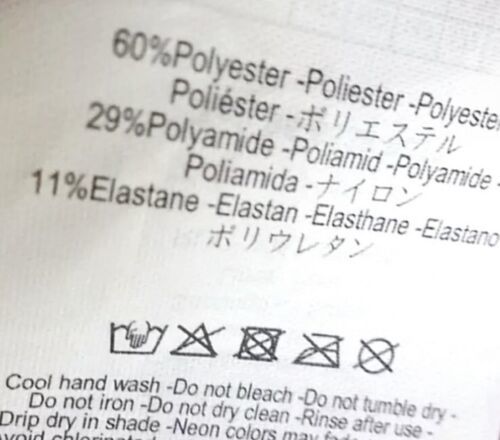 60%Polyester -Poliester -Polyester
Poliéster -ポリエステル
29%Polyamide -Poliamid -Polyamide -
Poliamida -ナイロン
11%Elastane -Elastan -Elasthane -Elastano
ポリウレタン
Cool hand wash -Do not bleach -Do not tumble dry -
Do not iron -Do not dry clean -Rinse after use -
Drip dry in shade -Neon colors may